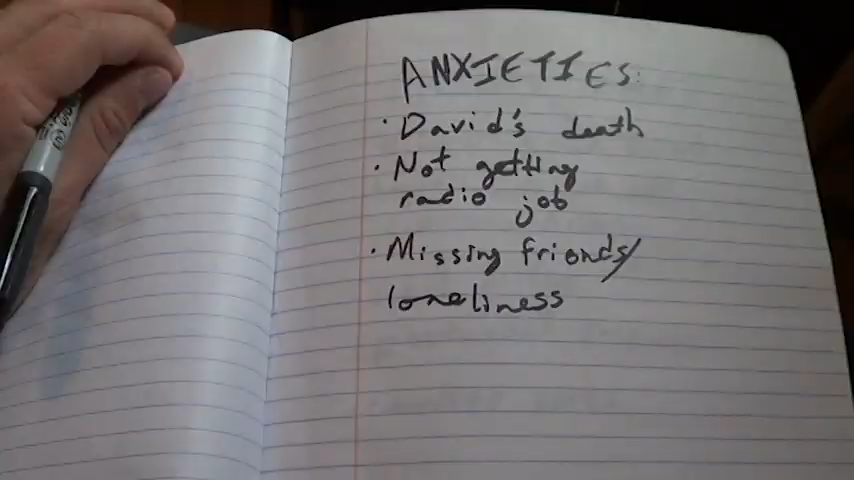 ANXIETIES:
· David's death
· Not getting
radio job
· Missing friends/
loneliness